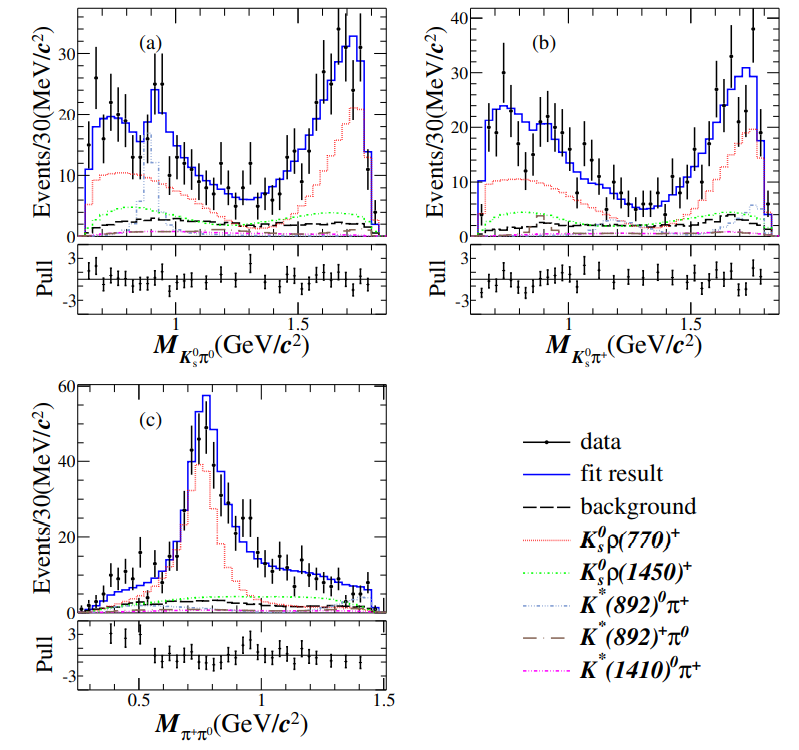 Events/30(MeV/c²)
(a)
30
20
10
0
Pull
3
-3
1
1.5
M_{K_s^0π^0}(GeV/c²)
Events/30(MeV/c²)
(b)
40
30
20
10
0
Pull
3
-3
1
1.5
M_{K_s^0π^+}(GeV/c²)
Events/30(MeV/c²)
(c)
60
40
20
0
Pull
3
-3
0.5
1
1.5
M_{π^+π^0}(GeV/c²)
data
fit result
background
K_s^0ρ(770)^+
K_s^0ρ(1450)^+
K^*(892)^0π^+
K^*(892)^+π^0
K^*(1410)^0π^+